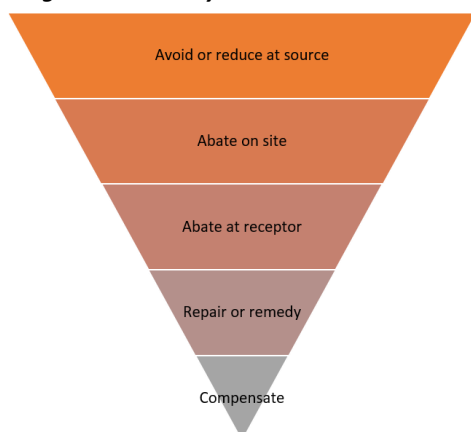 Avoid or reduce at source
Abate on site
Abate at receptor
Repair or remedy
Compensate